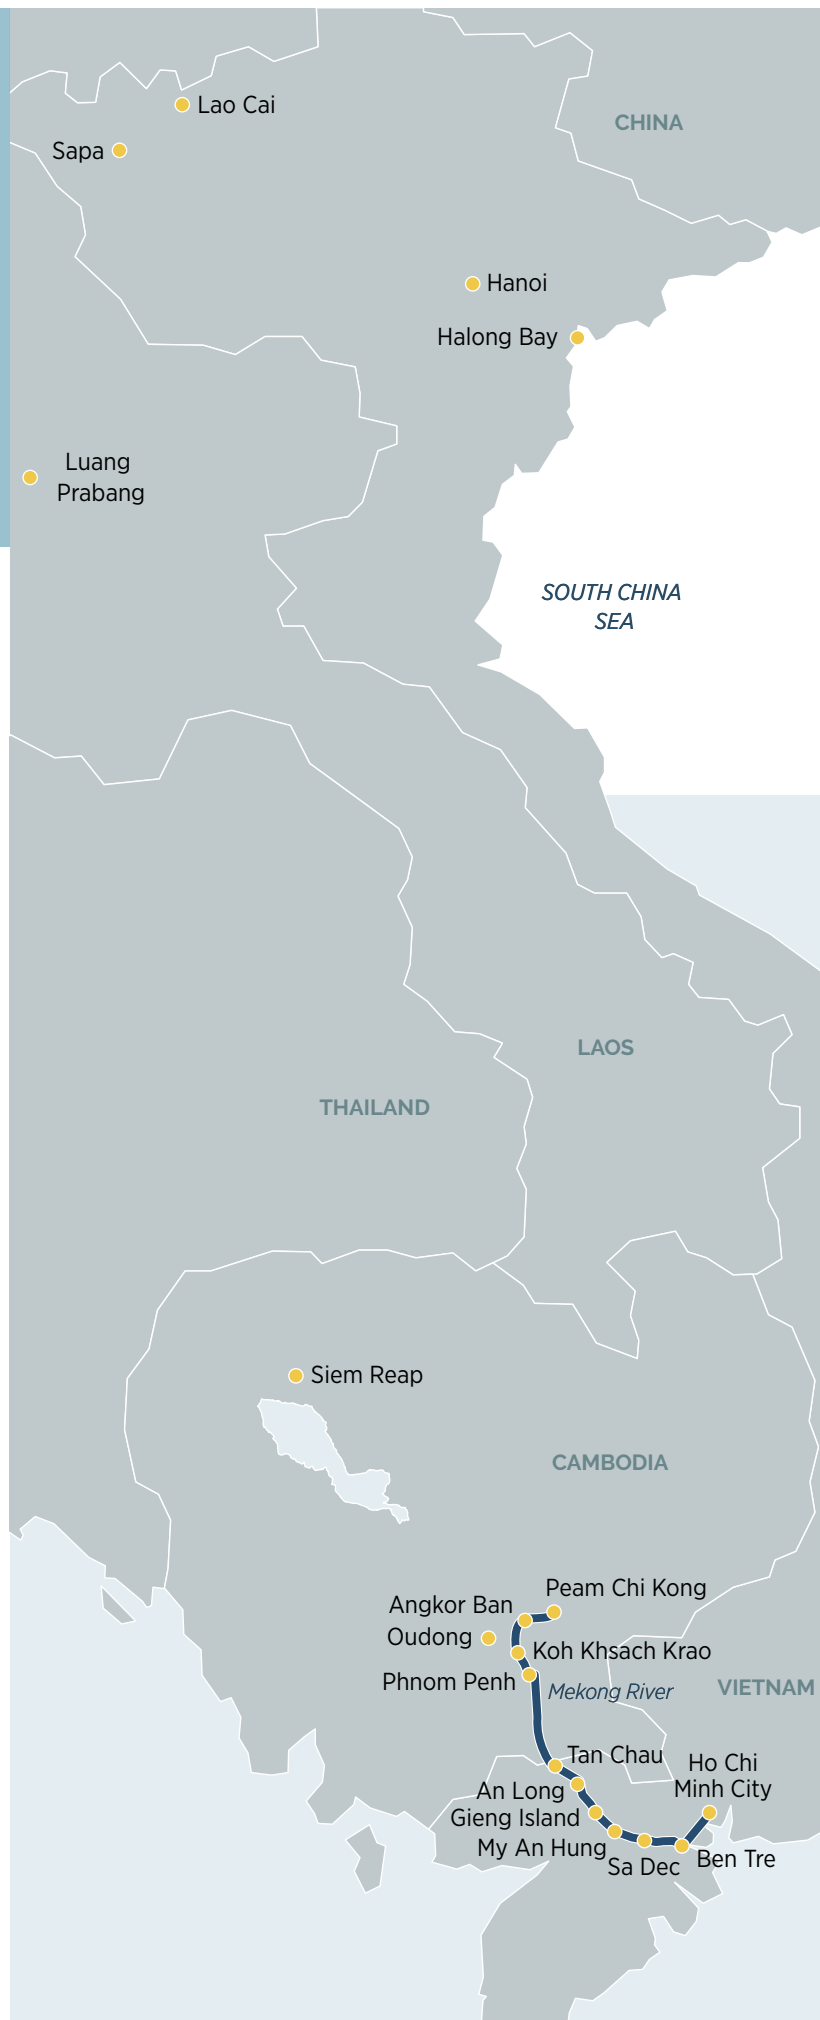 Lao Cai
CHINA
Sapa
Hanoi
Halong Bay
Luang
Prabang
SOUTH CHINA
SEA
LAOS
THAILAND
Siem Reap
CAMBODIA
Peam Chi Kong
Angkor Ban
Oudong
Koh Khsach Krao
Phnom Penh
Mekong River
VIETNAM
Tan Chau
Ho Chi
Minh City
An Long
Gieng Island
My An Hung
Sa Dec
Ben Tre